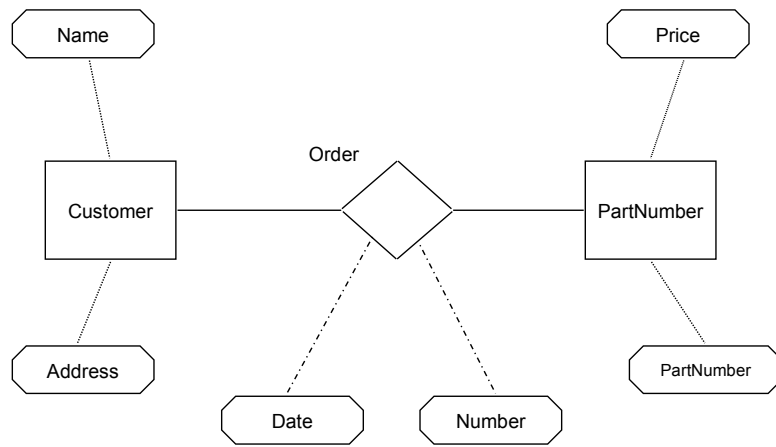 Name
Price
Order
Customer
PartNumber
Address
PartNumber
Date
Number